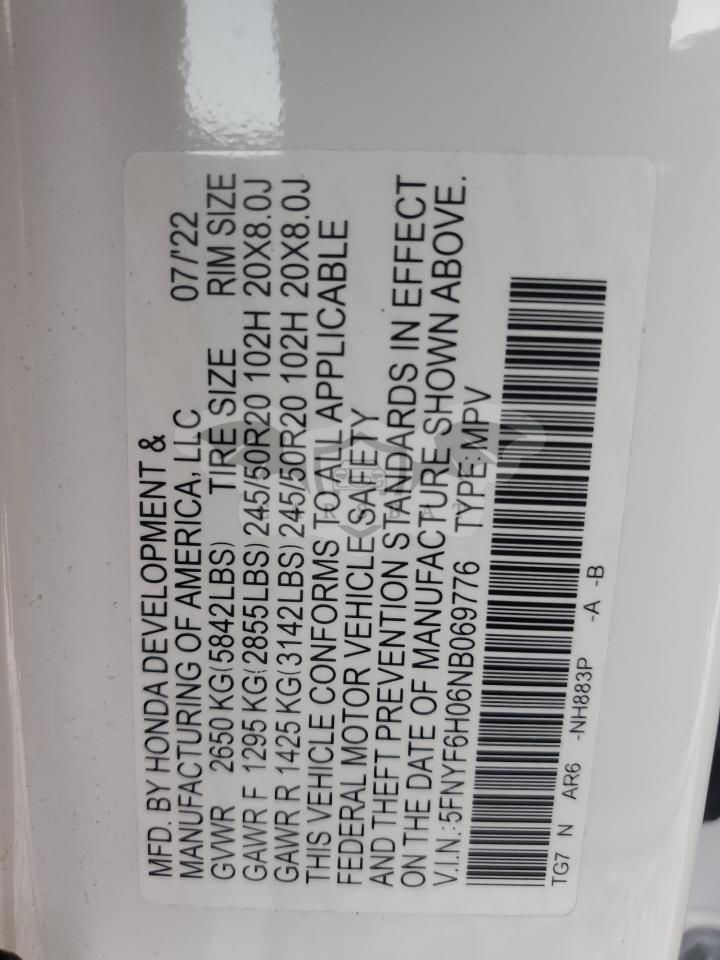 MFD. BY HONDA DEVELOPMENT &
MANUFACTURING OF AMERICA, LLC 07/'22
GVWR 2650 KG(5842LBS) TIRE SIZE RIM SIZE
GAWR F 1295 KG(2855LBS) 245/50R20 102H 20X8.0J
GAWR R 1425 KG(3142LBS) 245/50R20 102H 20X8.0J
THIS VEHICLE CONFORMS TO ALL APPLICABLE
FEDERAL MOTOR VEHICLE SAFETY
AND THEFT PREVENTION STANDARDS IN EFFECT
ON THE DATE OF MANUFACTURE SHOWN ABOVE.
V.I.N.:5FNYF6H06NB069776 TYPE:MPV
TG7 N AR6 -NH883P -A -B